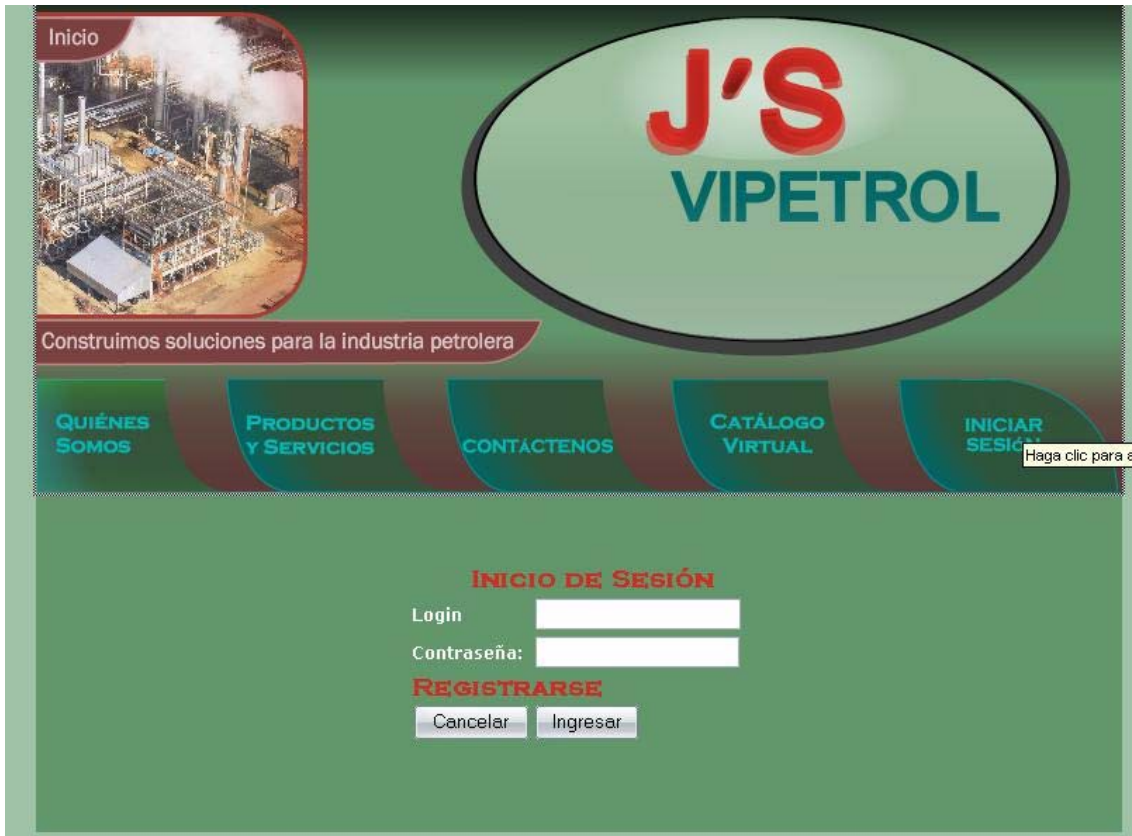 Inicio
J'S
VIPETROL
Construimos soluciones para la industria petrolera
QUIÉNES
SOMOS
PRODUCTOS
Y SERVICIOS
CONTÁCTENOS
CATÁLOGO
VIRTUAL
INICIAR
SESIÓN
Haga clic para a
INICIO DE SESIÓN
Login
Contraseña:
REGISTRARSE
Cancelar
Ingresar